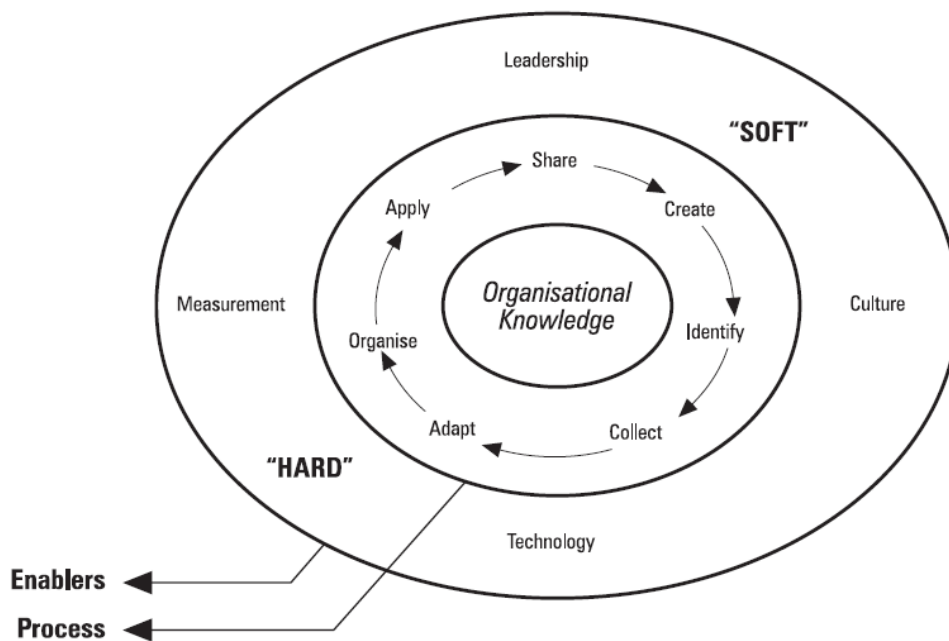 Leadership
"SOFT"
Share
Apply
Create
Organisational
Knowledge
Measurement
Culture
Organise
Identify
Adapt
Collect
"HARD"
Technology
Enablers
Process